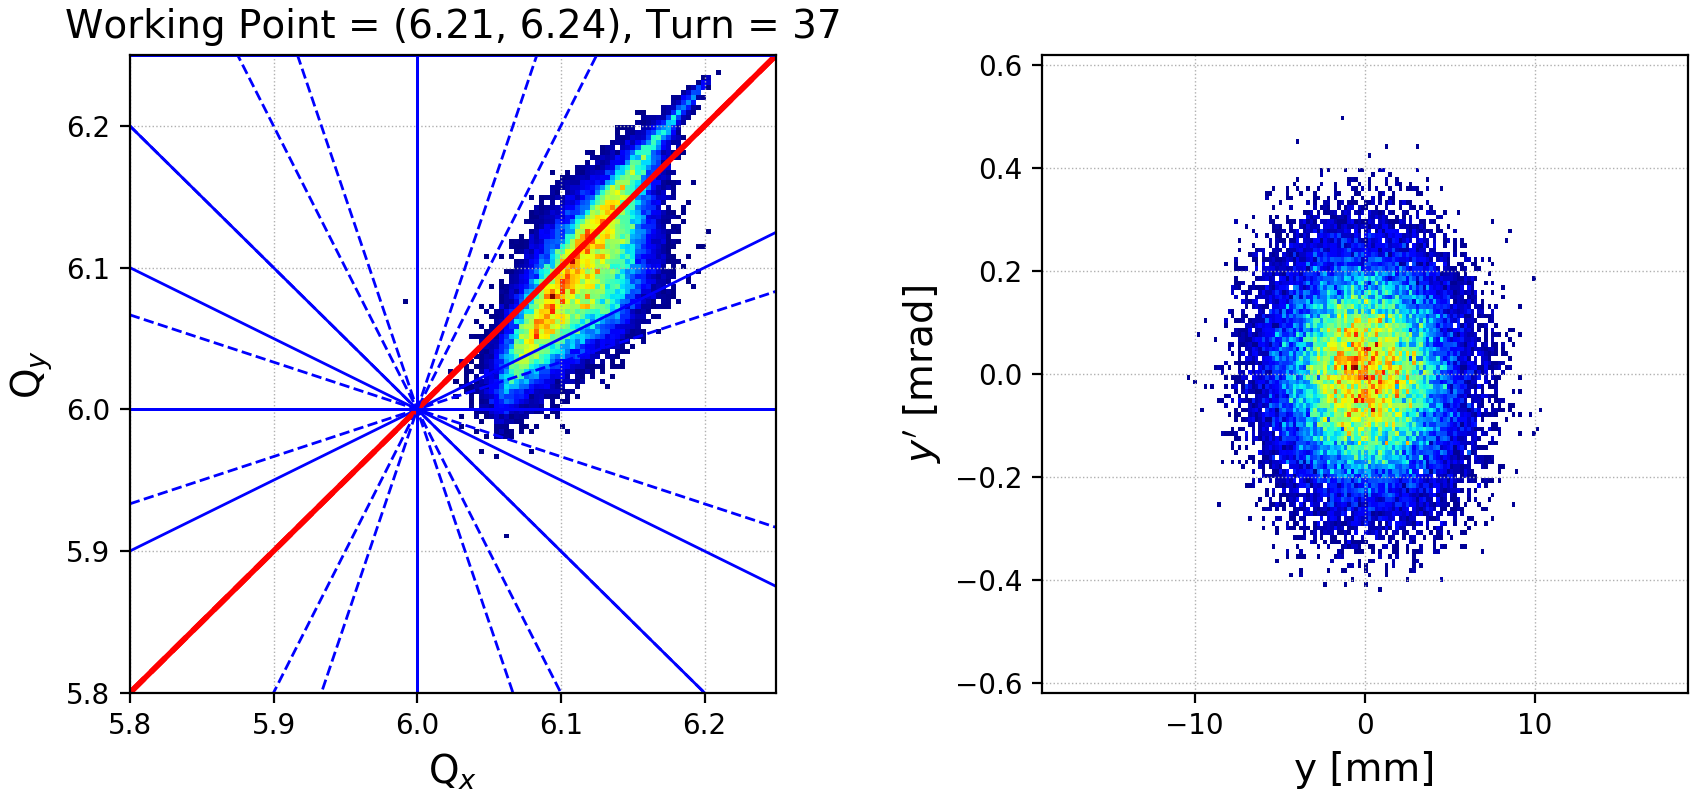 Working Point = (6.21, 6.24), Turn = 37
6.2
6.1
6.0
5.9
5.8
Q_y
5.8 5.9 6.0 6.1 6.2
Q_x
0.6
0.4
0.2
0.0
−0.2
−0.4
−0.6
y′ [mrad]
−10 0 10
y [mm]